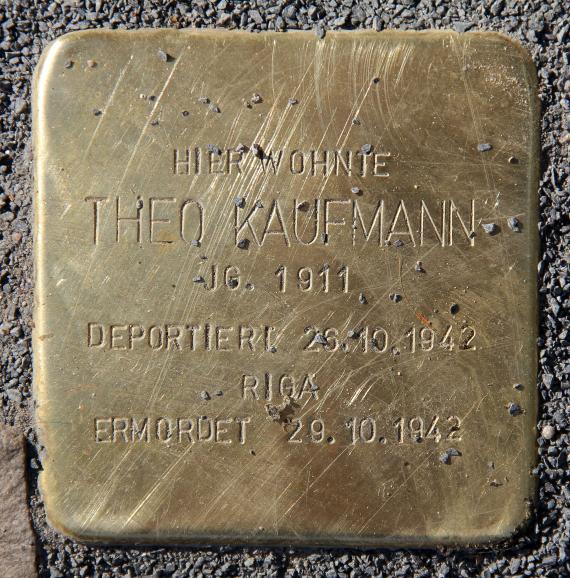 HIER WOHNTE
THEO KAUFMANN
JG. 1911
DEPORTIERT 26.10.1942
RIGA
ERMORDET 29.10.1942